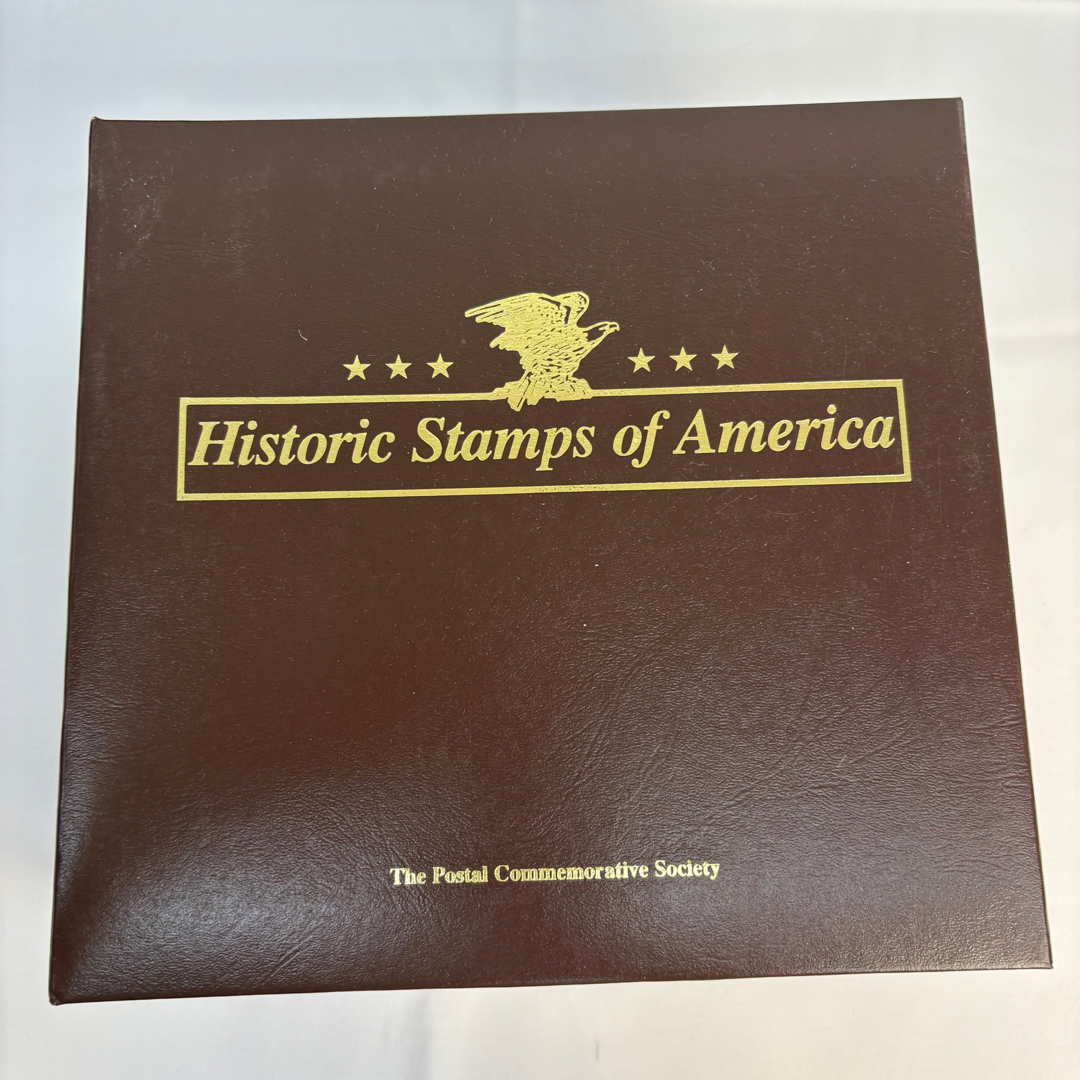 Historic Stamps of America
The Postal Commemorative Society